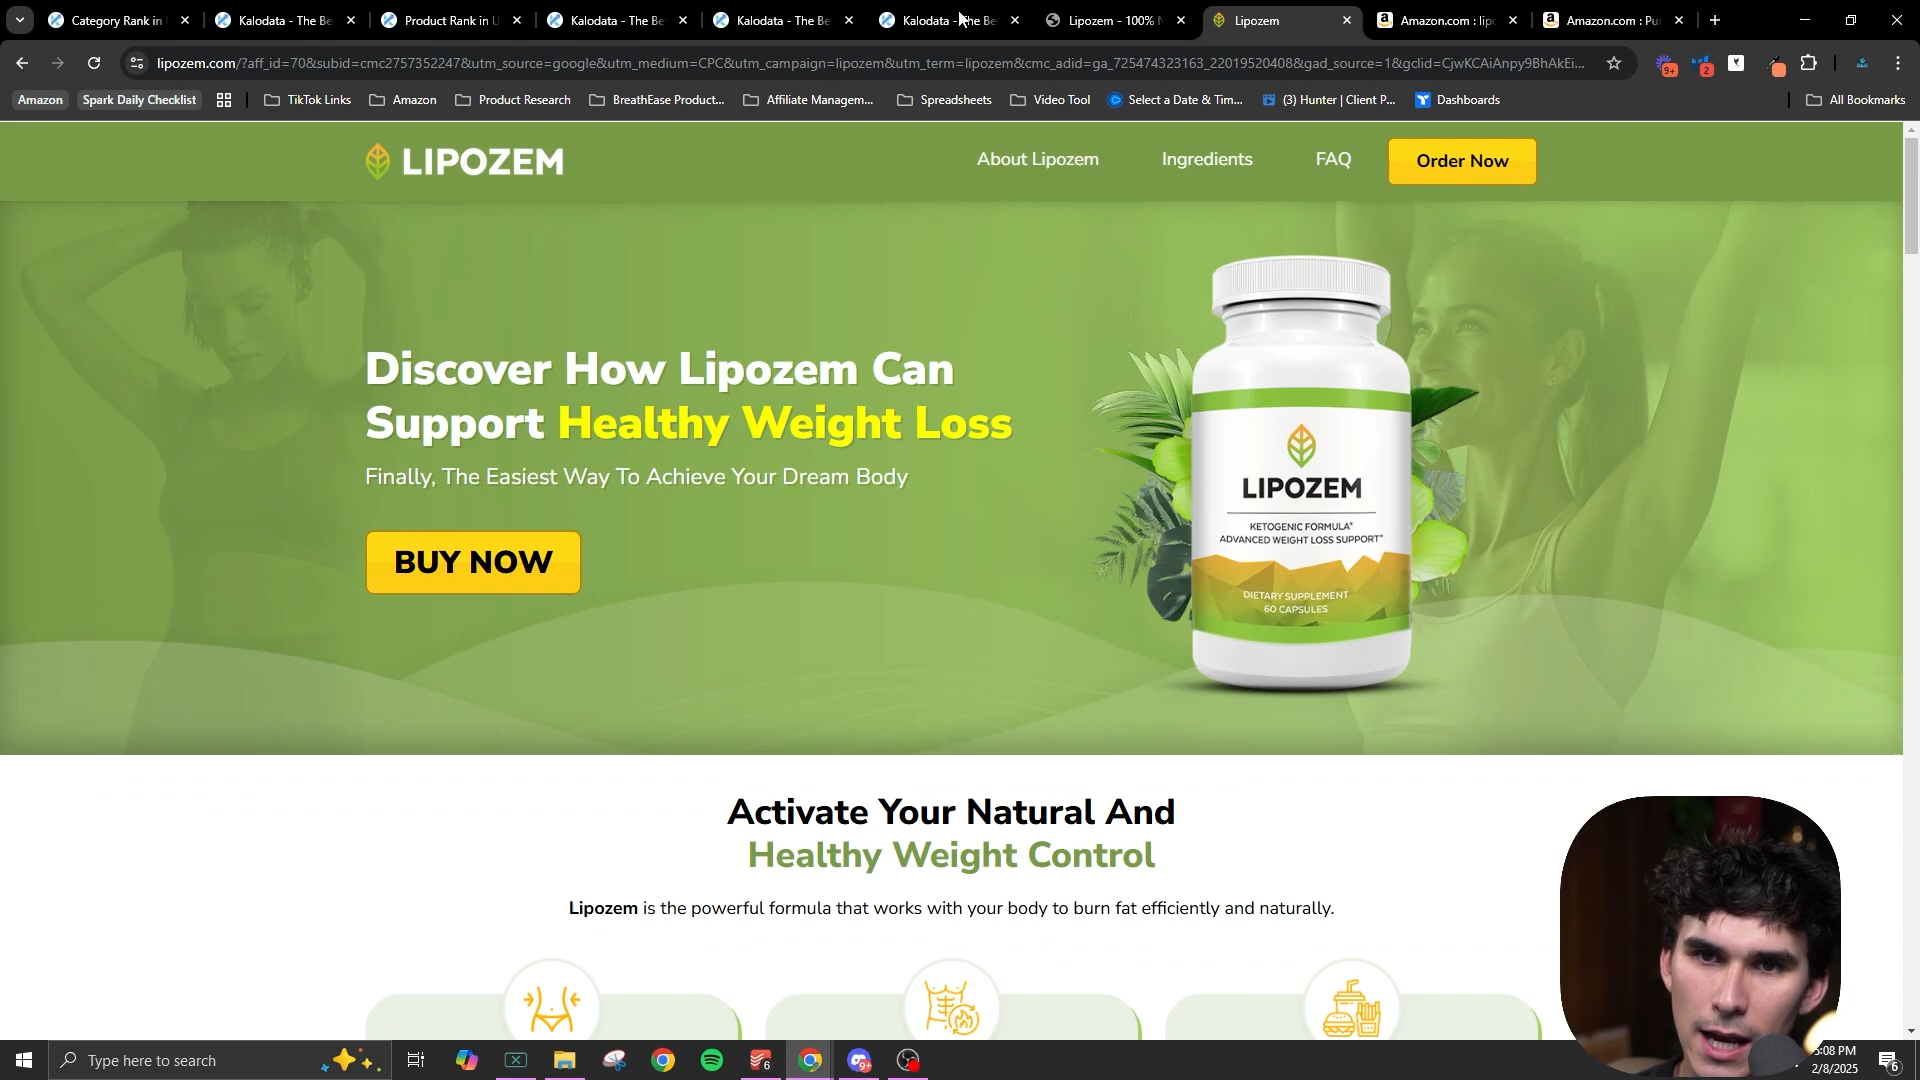 Category Rank in
Kalodata - The Be
Product Rank in U
Kalodata - The Be
Kalodata - The Be
Kalodata - The Be
Lipozem - 100% N
Lipozem
Amazon.com : lipo
Amazon.com : Pu
lipozem.com/?aff_id=70&subid=cmc2757352247&utm_source=google&utm_medium=CPC&utm_campaign=lipozem&utm_term=lipozem&cmc_adid=ga_725474323163_22019520408&gad_source=1&gclid=CjwKCAiAnpy9BhAkEi...
9+
2
Amazon
Spark Daily Checklist
TikTok Links
Amazon
Product Research
BreathEase Product...
Affiliate Managem...
Spreadsheets
Video Tool
Select a Date & Tim...
(3) Hunter | Client P...
Dashboards
All Bookmarks
LIPOZEM
About Lipozem
Ingredients
FAQ
Order Now
Discover How Lipozem Can
Support Healthy Weight Loss
Finally, The Easiest Way To Achieve Your Dream Body
BUY NOW
LIPOZEM
KETOGENIC FORMULA*
ADVANCED WEIGHT LOSS SUPPORT*
DIETARY SUPPLEMENT
60 CAPSULES
Activate Your Natural And
Healthy Weight Control
Lipozem is the powerful formula that works with your body to burn fat efficiently and naturally.
Type here to search
6
9+
5:08 PM
2/8/2025
6